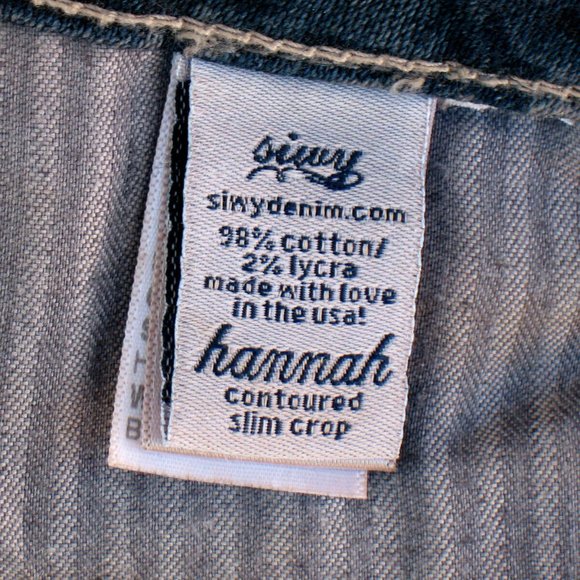 siwy
siwydenim.com
98% cotton/
2% lycra
made with love
in the usa!
hannah
contoured
slim crop